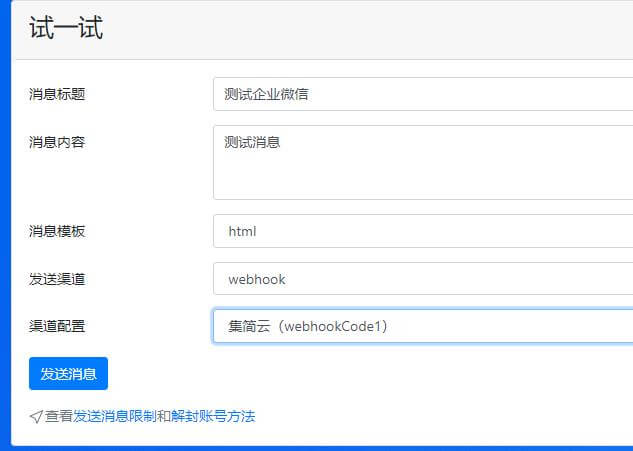 试一试
消息标题 测试企业微信
消息内容 测试消息
消息模板 html
发送渠道 webhook
渠道配置 集简云（webhookCode1）
发送消息
查看发送消息限制和解封账号方法